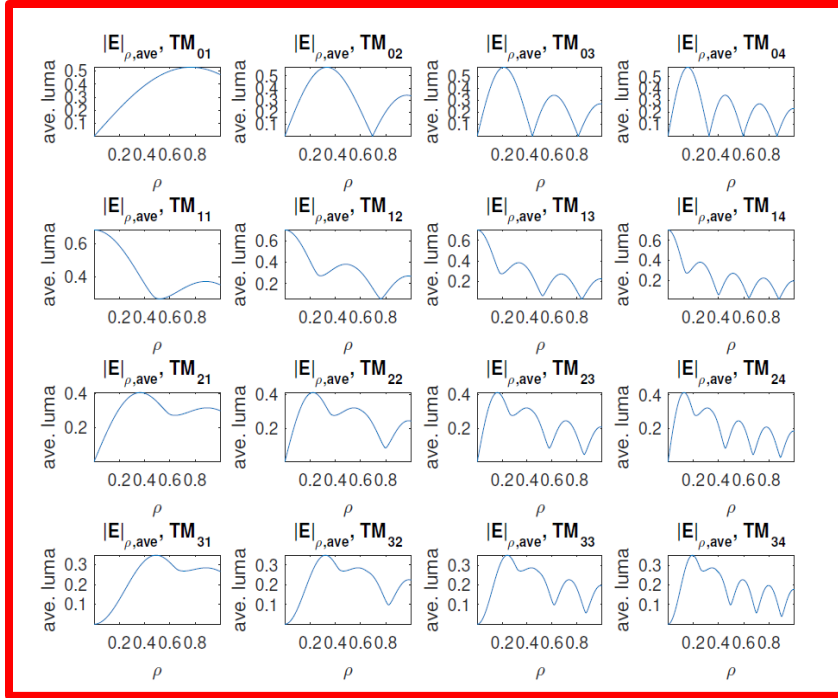 |E|ρ,ave, TM01 |E|ρ,ave, TM02 |E|ρ,ave, TM03 |E|ρ,ave, TM04
ave. luma 0.5 0.4 0.3 0.2 0.1 ave. luma 0.4 0.2 ave. luma 0.5 0.4 0.3 0.2 0.1 ave. luma 0.5 0.4 0.3 0.2 0.1
0.20.40.60.8 0.20.40.60.8 0.20.40.60.8 0.20.40.60.8
ρ ρ ρ ρ
|E|ρ,ave, TM11 |E|ρ,ave, TM12 |E|ρ,ave, TM13 |E|ρ,ave, TM14
ave. luma 0.6 0.4 ave. luma 0.6 0.4 0.2 ave. luma 0.6 0.4 0.2 ave. luma 0.6 0.4 0.2
0.20.40.60.8 0.20.40.60.8 0.20.40.60.8 0.20.40.60.8
ρ ρ ρ ρ
|E|ρ,ave, TM21 |E|ρ,ave, TM22 |E|ρ,ave, TM23 |E|ρ,ave, TM24
ave. luma 0.4 0.2 ave. luma 0.4 0.2 ave. luma 0.4 0.2 ave. luma 0.4 0.2
0.20.40.60.8 0.20.40.60.8 0.20.40.60.8 0.20.40.60.8
ρ ρ ρ ρ
|E|ρ,ave, TM31 |E|ρ,ave, TM32 |E|ρ,ave, TM33 |E|ρ,ave, TM34
ave. luma 0.3 0.2 0.1 ave. luma 0.3 0.2 0.1 ave. luma 0.3 0.2 0.1 ave. luma 0.3 0.2 0.1
0.20.40.60.8 0.20.40.60.8 0.20.40.60.8 0.20.40.60.8
ρ ρ ρ ρ